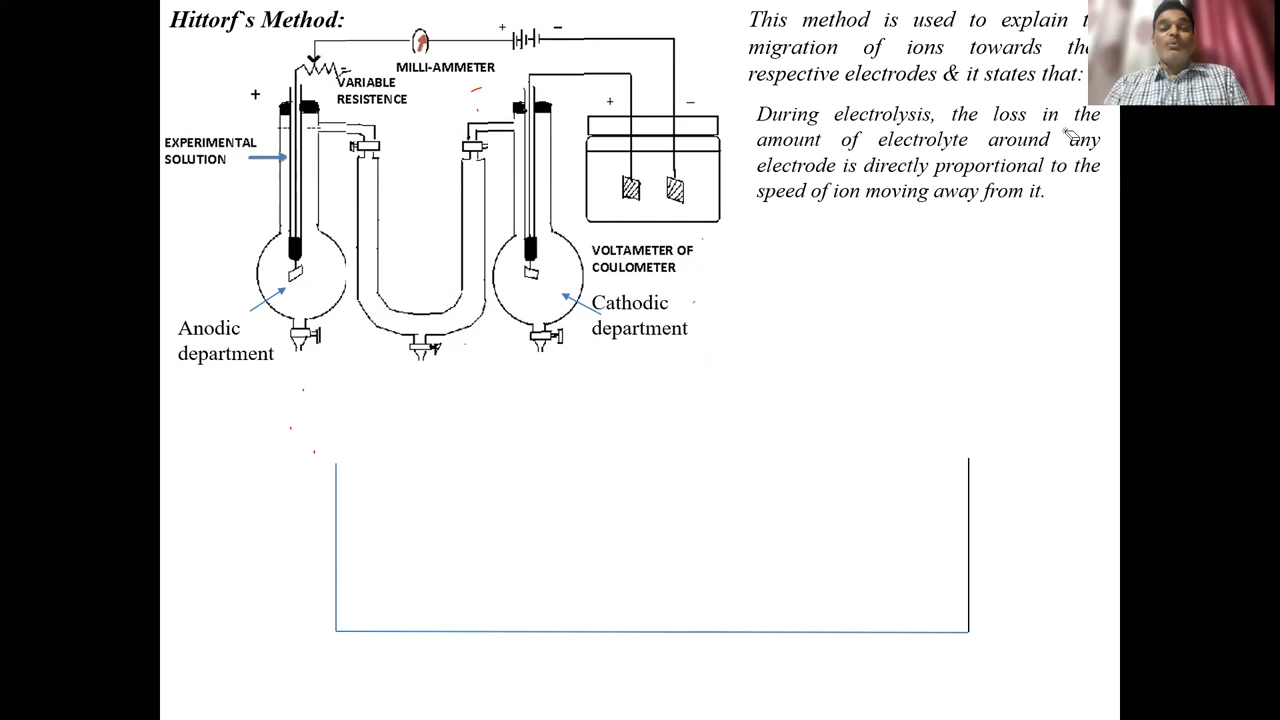 Hittorf`s Method:
+ −
MILLI-AMMETER
VARIABLE
RESISTENCE
+
+ −
EXPERIMENTAL
SOLUTION
VOLTAMETER OF
COULOMETER
Anodic
department
Cathodic
department
This method is used to explain
migration of ions towards
respective electrodes & it states that:
During electrolysis, the loss in the
amount of electrolyte around any
electrode is directly proportional to the
speed of ion moving away from it.